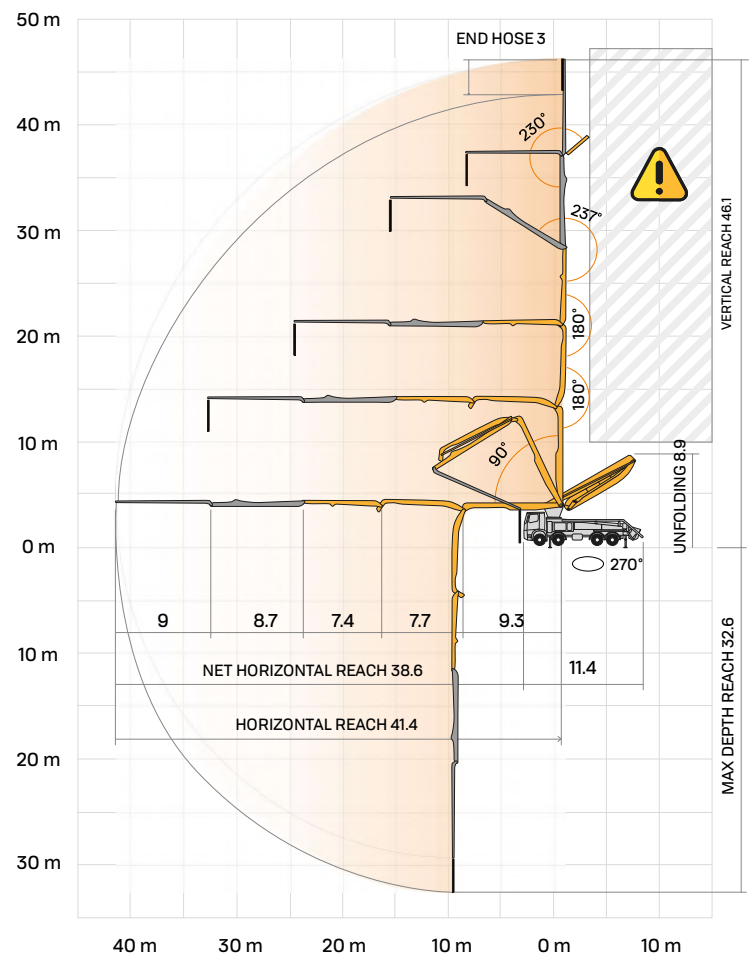 50 m
END HOSE 3
40 m
230°
237°
30 m
VERTICAL REACH 46.1
20 m
180°
180°
10 m
90°
UNFOLDING 8.9
0 m
270°
9
8.7
7.4
7.7
9.3
10 m
NET HORIZONTAL REACH 38.6
11.4
HORIZONTAL REACH 41.4
MAX DEPTH REACH 32.6
20 m
30 m
40 m
30 m
20 m
10 m
0 m
10 m